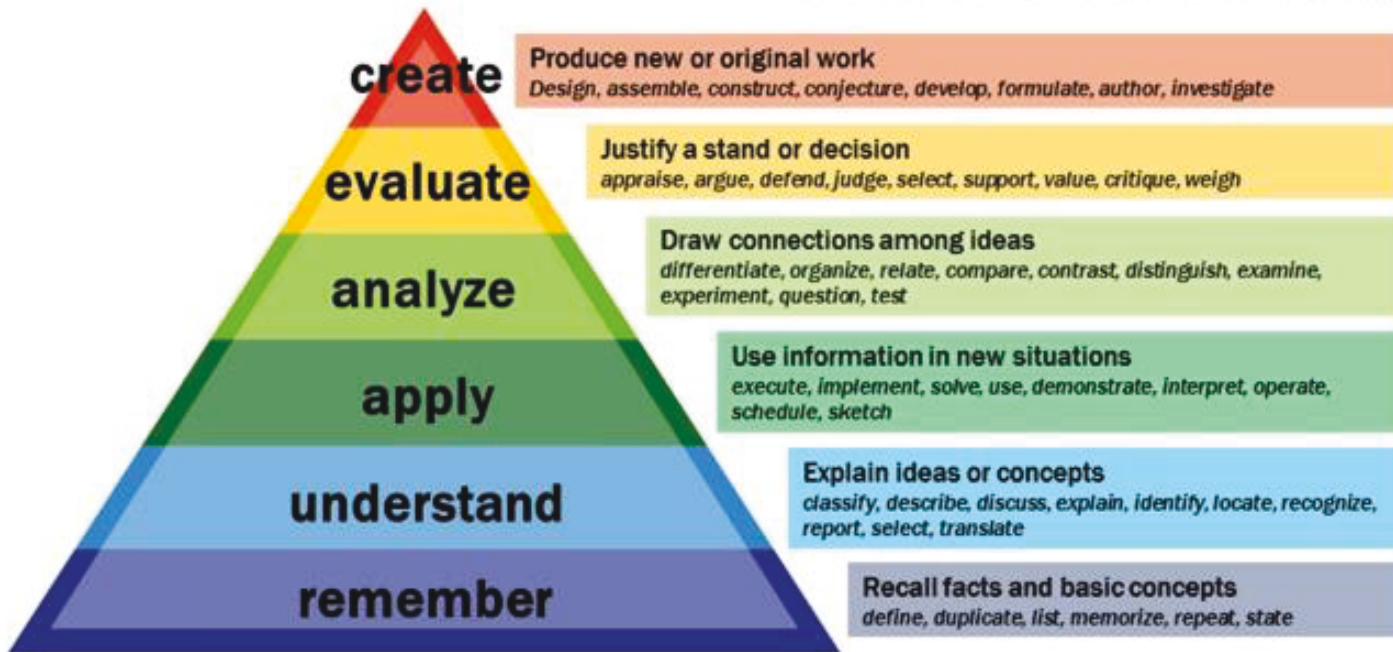 create
Produce new or original work
Design, assemble, construct, conjecture, develop, formulate, author, investigate
evaluate
Justify a stand or decision
appraise, argue, defend, judge, select, support, value, critique, weigh
analyze
Draw connections among ideas
differentiate, organize, relate, compare, contrast, distinguish, examine,
experiment, question, test
apply
Use information in new situations
execute, implement, solve, use, demonstrate, interpret, operate,
schedule, sketch
understand
Explain ideas or concepts
classify, describe, discuss, explain, identify, locate, recognize,
report, select, translate
remember
Recall facts and basic concepts
define, duplicate, list, memorize, repeat, state